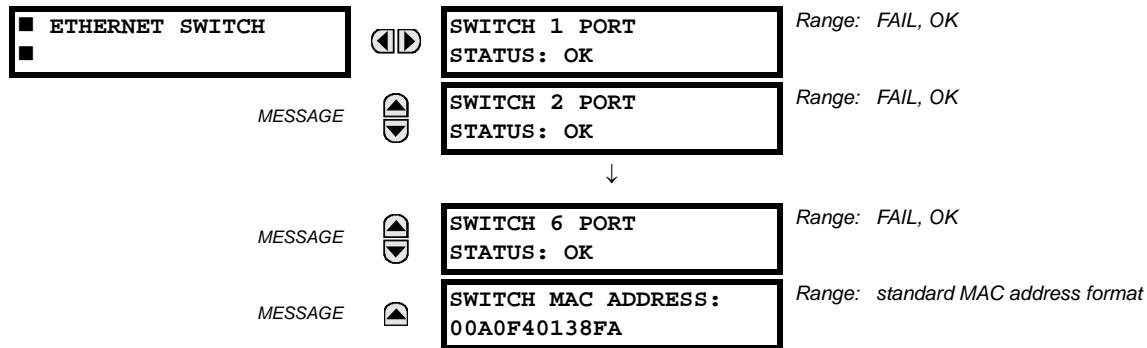 ■ ETHERNET SWITCH
■
SWITCH 1 PORT
STATUS: OK
Range: FAIL, OK
MESSAGE
SWITCH 2 PORT
STATUS: OK
Range: FAIL, OK
↓
MESSAGE
SWITCH 6 PORT
STATUS: OK
Range: FAIL, OK
MESSAGE
SWITCH MAC ADDRESS:
00A0F40138FA
Range: standard MAC address format